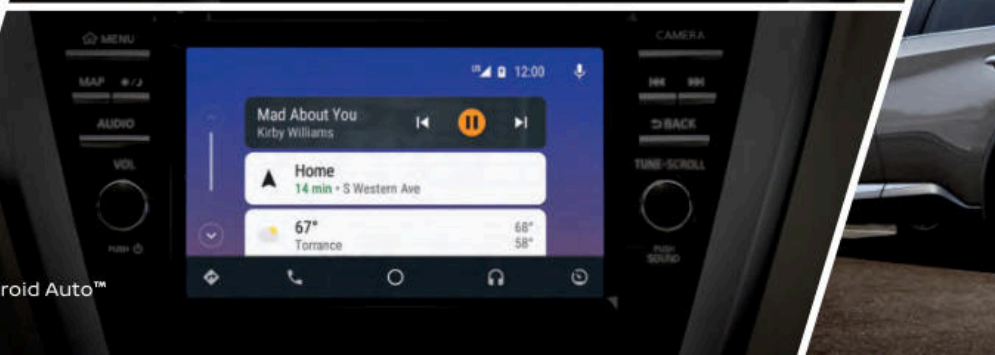 MENU
CAMERA
MAP
AUDIO
BACK
VOL
TUNE·SCROLL
PUSH
PUSH
SOUND
12:00
Mad About You
Kirby Williams
Home
14 min • S Western Ave
67°
Torrance
68°
58°
roid Auto™